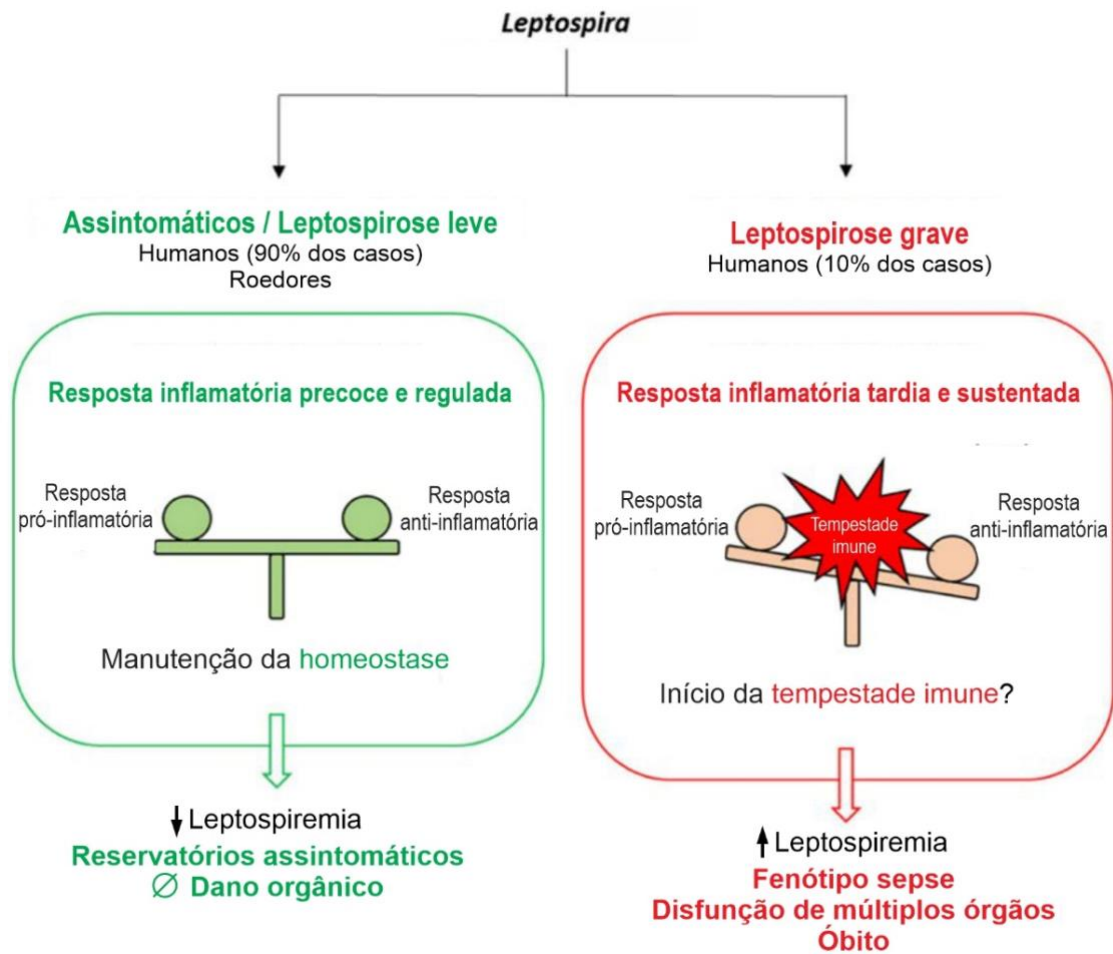 Leptospira
Assintomáticos / Leptospirose leve
Humanos (90% dos casos)
Roedores
Resposta inflamatória precoce e regulada
Resposta
pró-inflamatória
Resposta
anti-inflamatória
Manutenção da homeostase
↓ Leptospiremia
Reservatórios assintomáticos
∅ Dano orgânico
Leptospirose grave
Humanos (10% dos casos)
Resposta inflamatória tardia e sustentada
Resposta
pró-inflamatória
Tempestade
imune
Resposta
anti-inflamatória
Início da tempestade imune?
↑ Leptospiremia
Fenótipo sepse
Disfunção de múltiplos órgãos
Óbito